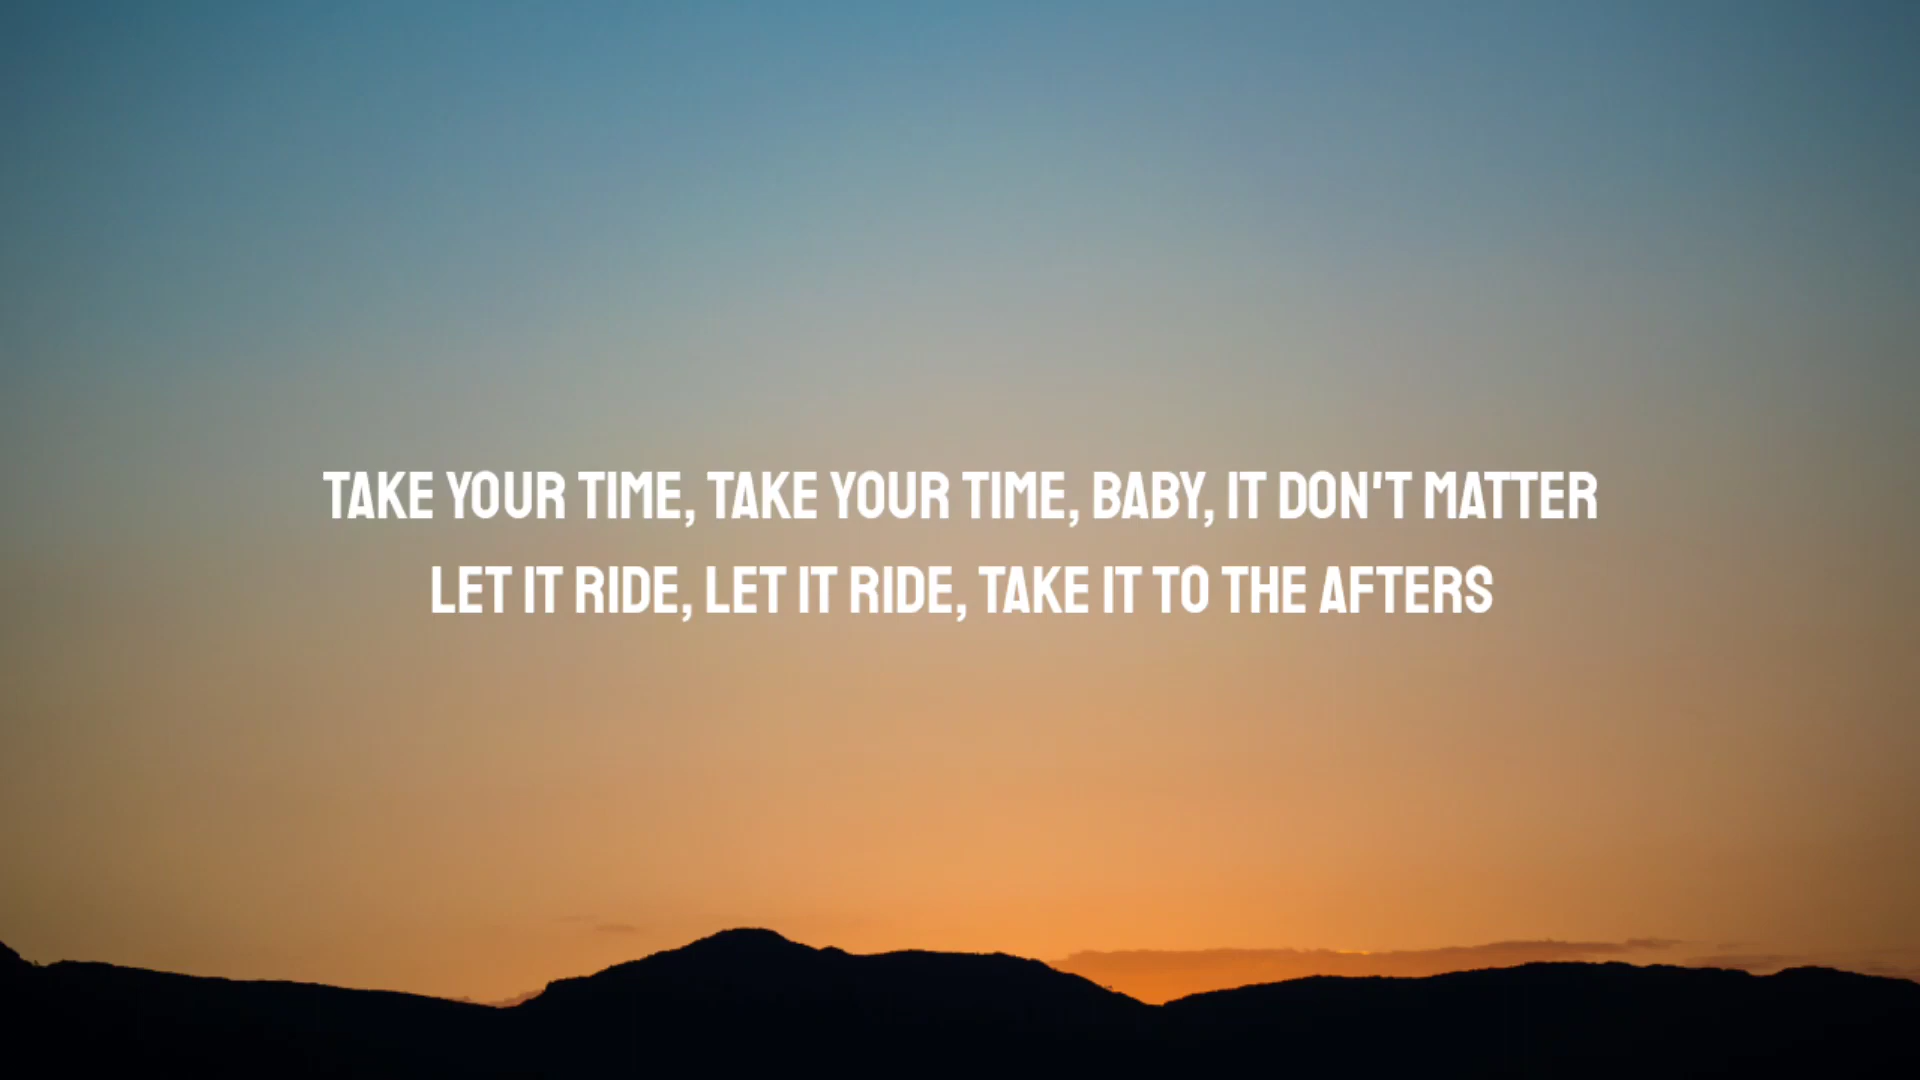 TAKE YOUR TIME, TAKE YOUR TIME, BABY, IT DON'T MATTER
LET IT RIDE, LET IT RIDE, TAKE IT TO THE AFTERS